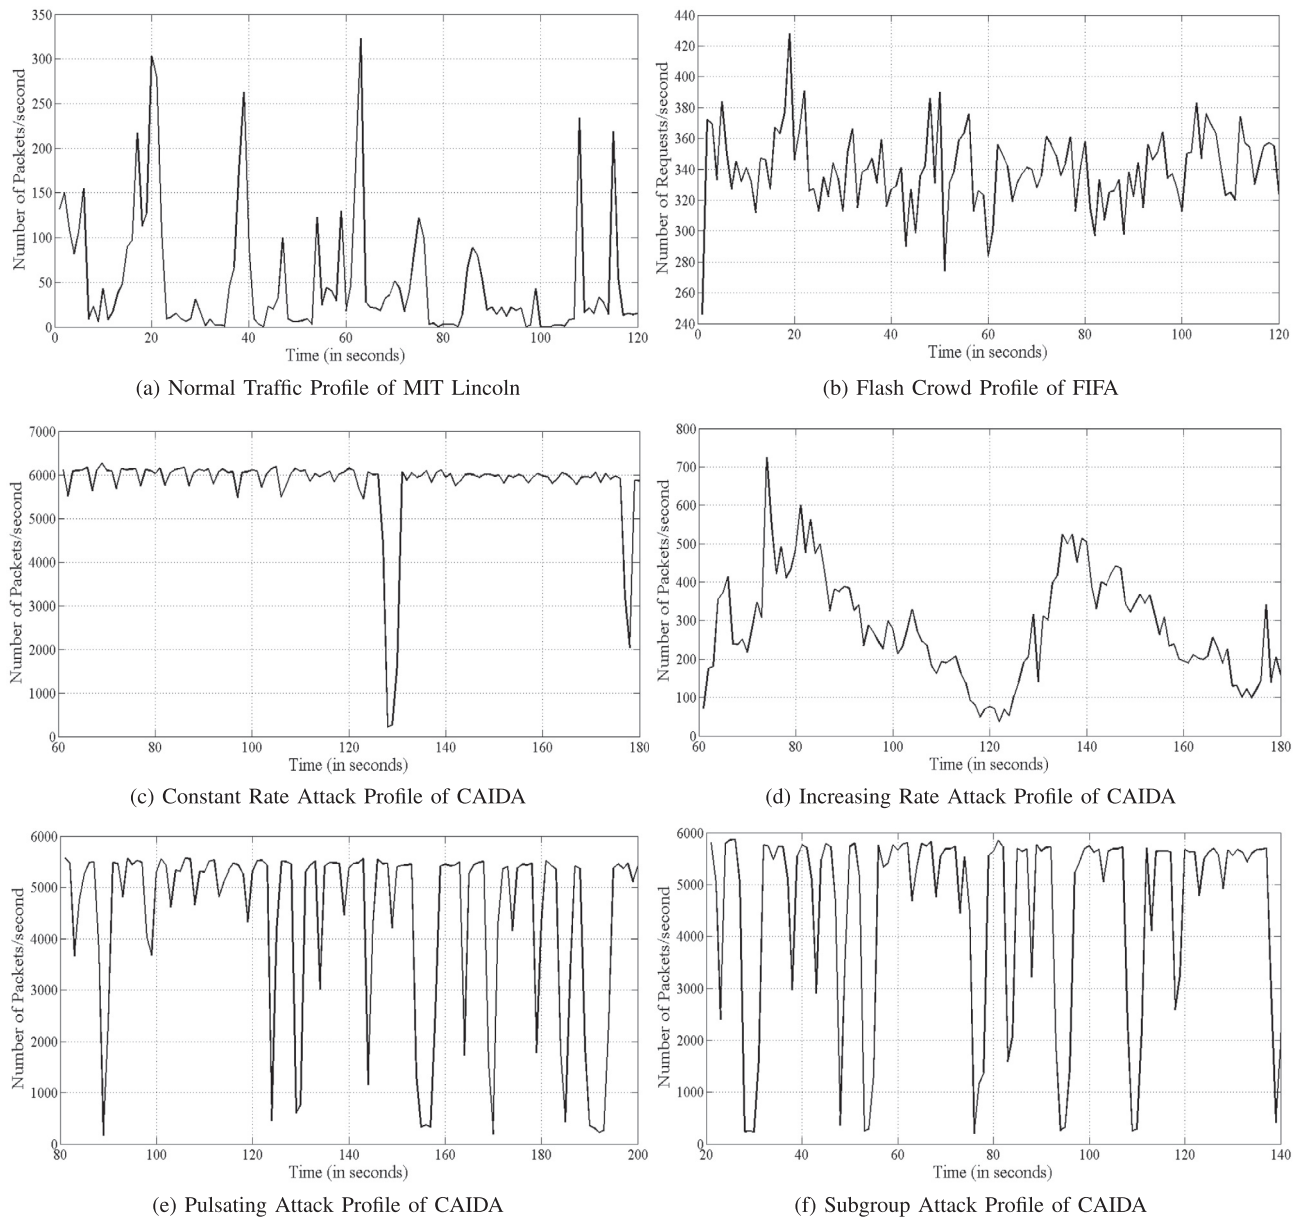 350
300
250
200
150
100
50
0
Number of Packets/second
0 20 40 60 80 100 120
Time (in seconds)
(a) Normal Traffic Profile of MIT Lincoln
440
420
400
380
360
340
320
300
280
260
240
Number of Requests/second
0 20 40 60 80 100 120
Time (in seconds)
(b) Flash Crowd Profile of FIFA
7000
6000
5000
4000
3000
2000
1000
0
Number of Packets/second
60 80 100 120 140 160 180
Time (in seconds)
(c) Constant Rate Attack Profile of CAIDA
800
700
600
500
400
300
200
100
0
Number of Packets/second
60 80 100 120 140 160 180
Time (in seconds)
(d) Increasing Rate Attack Profile of CAIDA
6000
5000
4000
3000
2000
1000
0
Number of Packets/second
80 100 120 140 160 180 200
Time (in seconds)
(e) Pulsating Attack Profile of CAIDA
6000
5000
4000
3000
2000
1000
0
Number of Packets/second
20 40 60 80 100 120 140
Time (in seconds)
(f) Subgroup Attack Profile of CAIDA